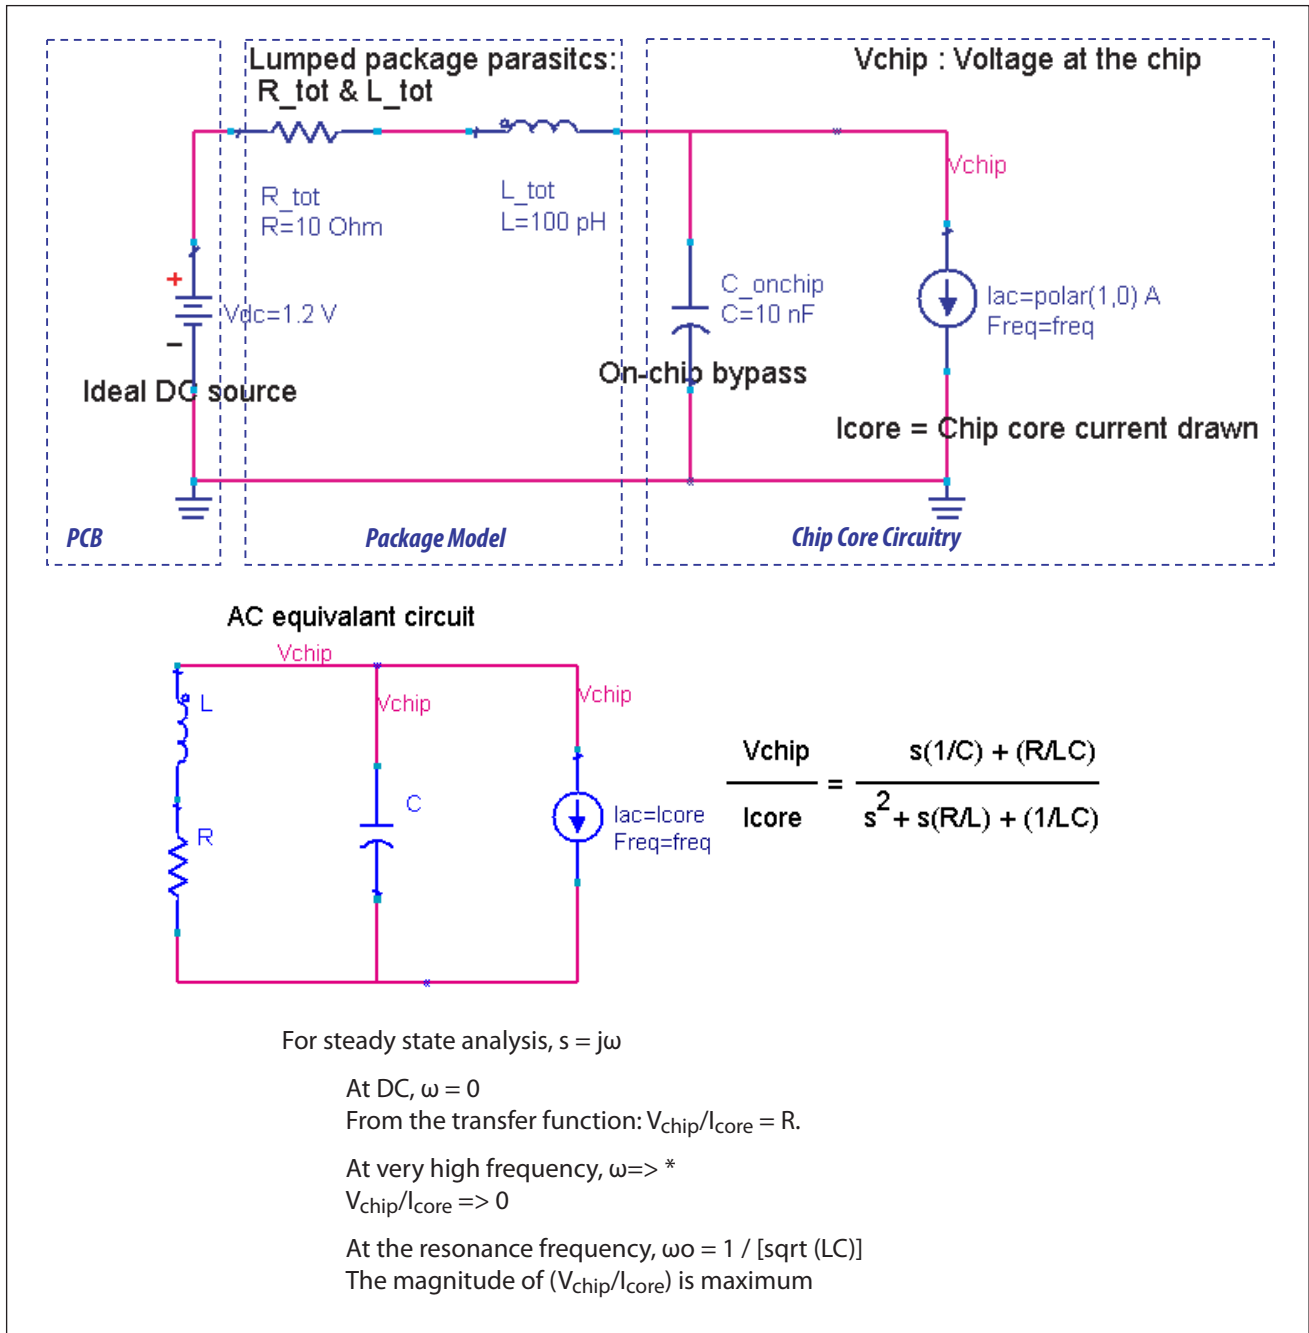 Lumped package parasitcs:
R_tot & L_tot
Vchip : Voltage at the chip
Vchip
R_tot
R=10 Ohm
L_tot
L=100 pH
+
Vdc=1.2 V
−
Ideal DC source
C_onchip
C=10 nF
On-chip bypass
Iac=polar(1,0) A
Freq=freq
Icore = Chip core current drawn
PCB
Package Model
Chip Core Circuitry
AC equivalant circuit
Vchip
Vchip
Vchip
L
R
C
Iac=Icore
Freq=freq
Vchip
Icore
=
s(1/C) + (R/LC)
s² + s(R/L) + (1/LC)
For steady state analysis, s = jω
At DC, ω = 0
From the transfer function: Vchip/Icore = R.
At very high frequency, ω=> *
Vchip/Icore => 0
At the resonance frequency, ωo = 1 / [sqrt (LC)]
The magnitude of (Vchip/Icore) is maximum